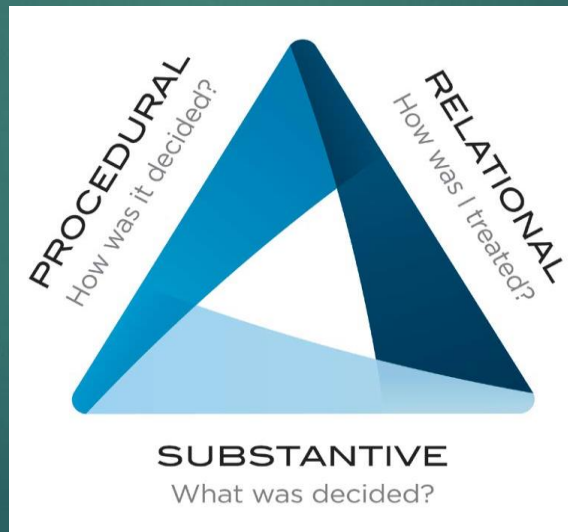 PROCEDURAL
How was it decided?
RELATIONAL
How was I treated?
SUBSTANTIVE
What was decided?